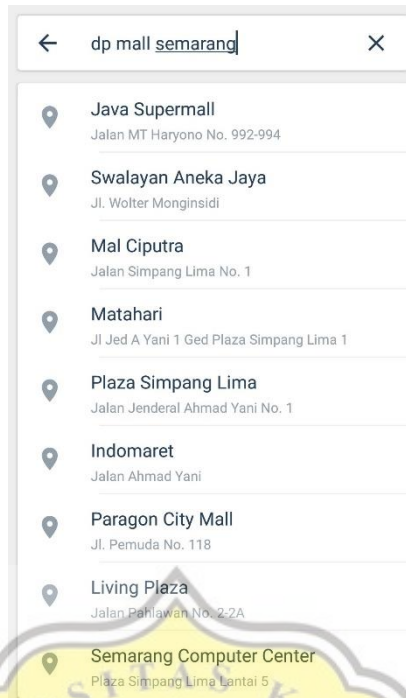 dp mall semarang
Java Supermall
Jalan MT Haryono No. 992-994
Swalayan Aneka Jaya
Jl. Wolter Monginsidi
Mal Ciputra
Jalan Simpang Lima No. 1
Matahari
Jl Jed A Yani 1 Ged Plaza Simpang Lima 1
Plaza Simpang Lima
Jalan Jenderal Ahmad Yani No. 1
Indomaret
Jalan Ahmad Yani
Paragon City Mall
Jl. Pemuda No. 118
Living Plaza
Jalan Pahlawan No. 2-2A
Semarang Computer Center
Plaza Simpang Lima Lantai 5